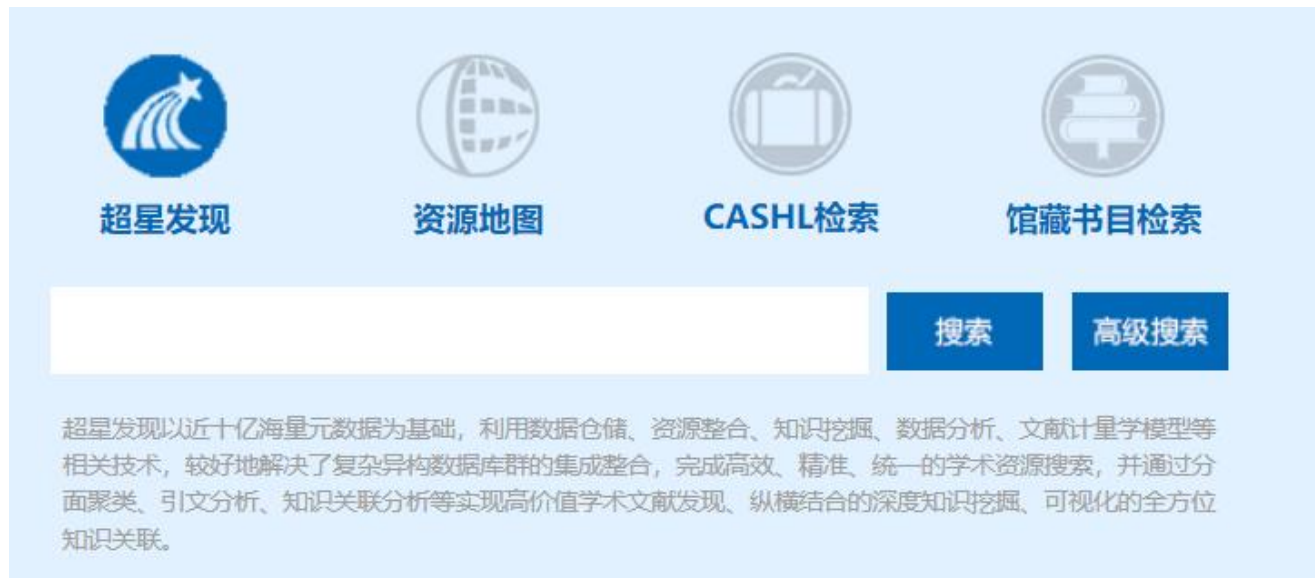 超星发现
资源地图
CASHL检索
馆藏书目检索
搜索
高级搜索
超星发现以近十亿海量元数据为基础，利用数据仓储、资源整合、知识挖掘、数据分析、文献计量学模型等
相关技术，较好地解决了复杂异构数据库群的集成整合，完成高效、精准、统一的学术资源搜索，并通过分
面聚类、引文分析、知识关联分析等实现高价值学术文献发现、纵横结合的深度知识挖掘、可视化的全方位
知识关联。